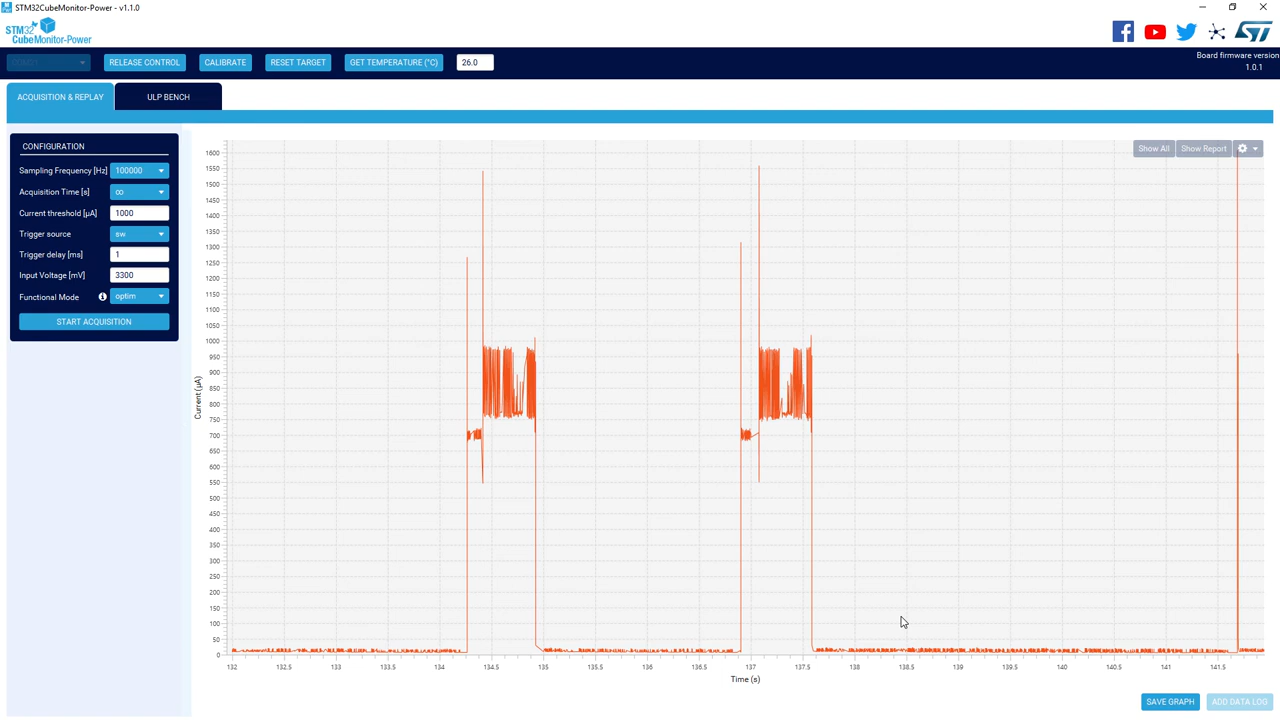 STM32CubeMonitor-Power - v1.1.0
STM32
CubeMonitor-Power
RELEASE CONTROL
CALIBRATE
RESET TARGET
GET TEMPERATURE (°C)
26.0
Board firmware version
1.0.1
ACQUISITION & REPLAY
ULP BENCH
CONFIGURATION
Sampling Frequency [Hz] 100000
Acquisition Time [s] ∞
Current threshold [µA] 1000
Trigger source sw
Trigger delay [ms] 1
Input Voltage [mV] 3300
Functional Mode optim
START ACQUISITION
Show All
Show Report
1600
1550
1500
1450
1400
1350
1300
1250
1200
1150
1100
1050
1000
950
900
850
800
750
700
650
600
550
500
450
400
350
300
250
200
150
100
50
0
Current (µA)
132 132.5 133 133.5 134 134.5 135 135.5 136 136.5 137 137.5 138 138.5 139 139.5 140 140.5 141 141.5
Time (s)
SAVE GRAPH
ADD DATA LOG